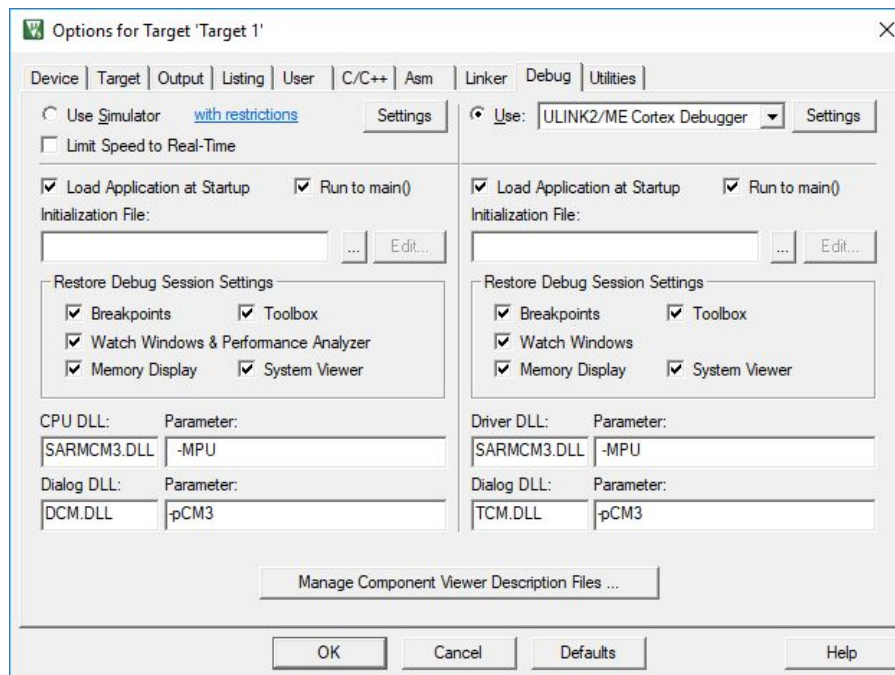 Options for Target 'Target 1'
Device Target Output Listing User C/C++ Asm Linker Debug Utilities
Use Simulator with restrictions Settings
Limit Speed to Real-Time
Load Application at Startup Run to main()
Initialization File:
... Edit...
Restore Debug Session Settings
Breakpoints Toolbox
Watch Windows & Performance Analyzer
Memory Display System Viewer
CPU DLL: Parameter:
SARMCM3.DLL -MPU
Dialog DLL: Parameter:
DCM.DLL -pCM3
Use: ULINK2/ME Cortex Debugger Settings
Load Application at Startup Run to main()
Initialization File:
... Edit...
Restore Debug Session Settings
Breakpoints Toolbox
Watch Windows
Memory Display System Viewer
Driver DLL: Parameter:
SARMCM3.DLL -MPU
Dialog DLL: Parameter:
TCM.DLL -pCM3
Manage Component Viewer Description Files ...
OK Cancel Defaults Help